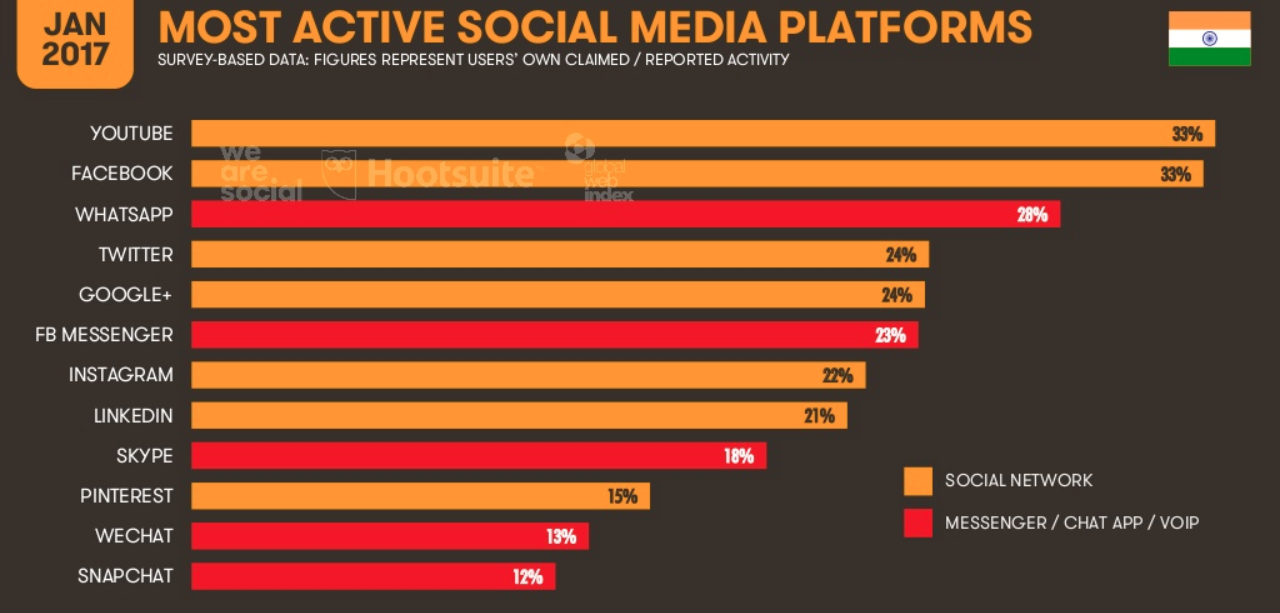 JAN
2017
MOST ACTIVE SOCIAL MEDIA PLATFORMS
SURVEY-BASED DATA: FIGURES REPRESENT USERS' OWN CLAIMED / REPORTED ACTIVITY
YOUTUBE 33%
we
are
social
Hootsuite™
global
web
index
FACEBOOK 33%
WHATSAPP 28%
TWITTER 24%
GOOGLE+ 24%
FB MESSENGER 23%
INSTAGRAM 22%
LINKEDIN 21%
SKYPE 18%
SOCIAL NETWORK
PINTEREST 15%
MESSENGER / CHAT APP / VOIP
WECHAT 13%
SNAPCHAT 12%